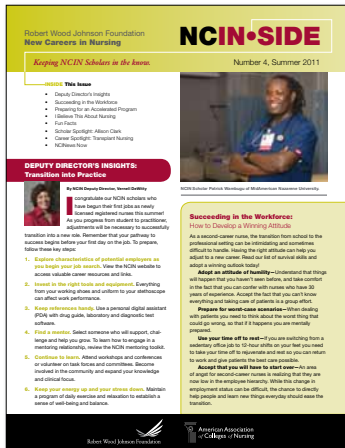 Robert Wood Johnson Foundation
New Careers in Nursing
NCIN•SIDE
Keeping NCIN Scholars in the know.
Number 4, Summer 2011
INSIDE This Issue
• Deputy Director's Insights
• Succeeding in the Workforce
• Preparing for Accelerated Program
• I Believe This About Nursing
• Fun Facts
• Scholar Spotlight: Allison Clark
• Career Spotlight: Transplant Nursing
• NCINews Now
DEPUTY DIRECTOR'S INSIGHTS:
Transition into Practice
By NCIN Deputy Director, Vernell DeWitty
I congratulate our NCIN scholars who
have begun their first jobs as newly
licensed registered nurses this summer!
As you progress from student to practitioner,
adjustments will be necessary to successfully
transition into a new role. Remember that your pathway to
success begins before your first day on the job. To prepare,
follow these key steps:
1. Explore characteristics of potential employers as
you begin your job search. View the NCIN website to
access valuable career resources and links.
2. Invest in the right tools and equipment. Everything
from your working shoes and uniform to your stethoscope
can affect work performance.
3. Keep references handy. Use a personal digital assistant
(PDA) with drug guide, laboratory and diagnostic test
software.
4. Find a mentor. Select someone who will support, chal-
lenge and help you grow. To learn how to engage in a
mentoring relationship, review the NCIN mentoring toolkit.
5. Continue to learn. Attend workshops and conferences
or volunteer on task forces and committees. Become
involved in the community and expand your knowledge
and clinical focus.
6. Keep your energy up and your stress down. Maintain
a program of daily exercise and relaxation to establish a
sense of well-being and balance.
NCIN Scholar Patrick Wambugu of MidAmerican Nazarene University.
Succeeding in the Workforce:
How to Develop a Winning Attitude
As a second-career nurse, the transition from school to the
professional setting can be intimidating and sometimes
difficult to handle. Having the right attitude can help you
adjust to a new career. Read our list of survival skills and
adopt a winning outlook today!
Adopt an attitude of humility—Understand that things
will happen that you haven't seen before, and take comfort
in the fact that you can confer with nurses who have 30
years of experience. Accept the fact that you can't know
everything and taking care of patients is a group effort.
Prepare for worst-case scenarios—When dealing
with patients you need to think about the worst thing that
could go wrong, so that if it happens you are mentally
prepared.
Use your time off to rest—If you are switching from a
sedentary office job to 12-hour shifts on your feet you need
to take your time off to rejuvenate and rest so you can return
to work and give patients the best care possible.
Accept that you will have to start over—An area
of angst for second-career nurses is realizing that they are
now low in the employee hierarchy. While this change in
employment status can be difficult, the chance to directly
help people and learn new things everyday should ease the
transition.
Robert Wood Johnson Foundation
American Association
of Colleges of Nursing